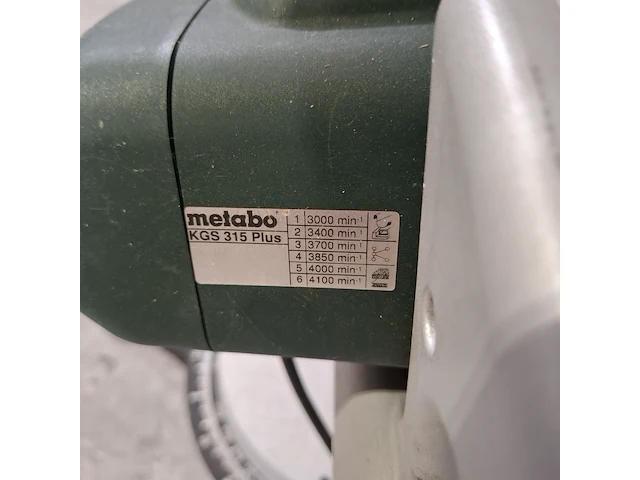 metabo
KGS 315 Plus
1 3000 min-1
2 3400 min-1
3 3700 min-1
4 3850 min-1
5 4000 min-1
6 4100 min-1